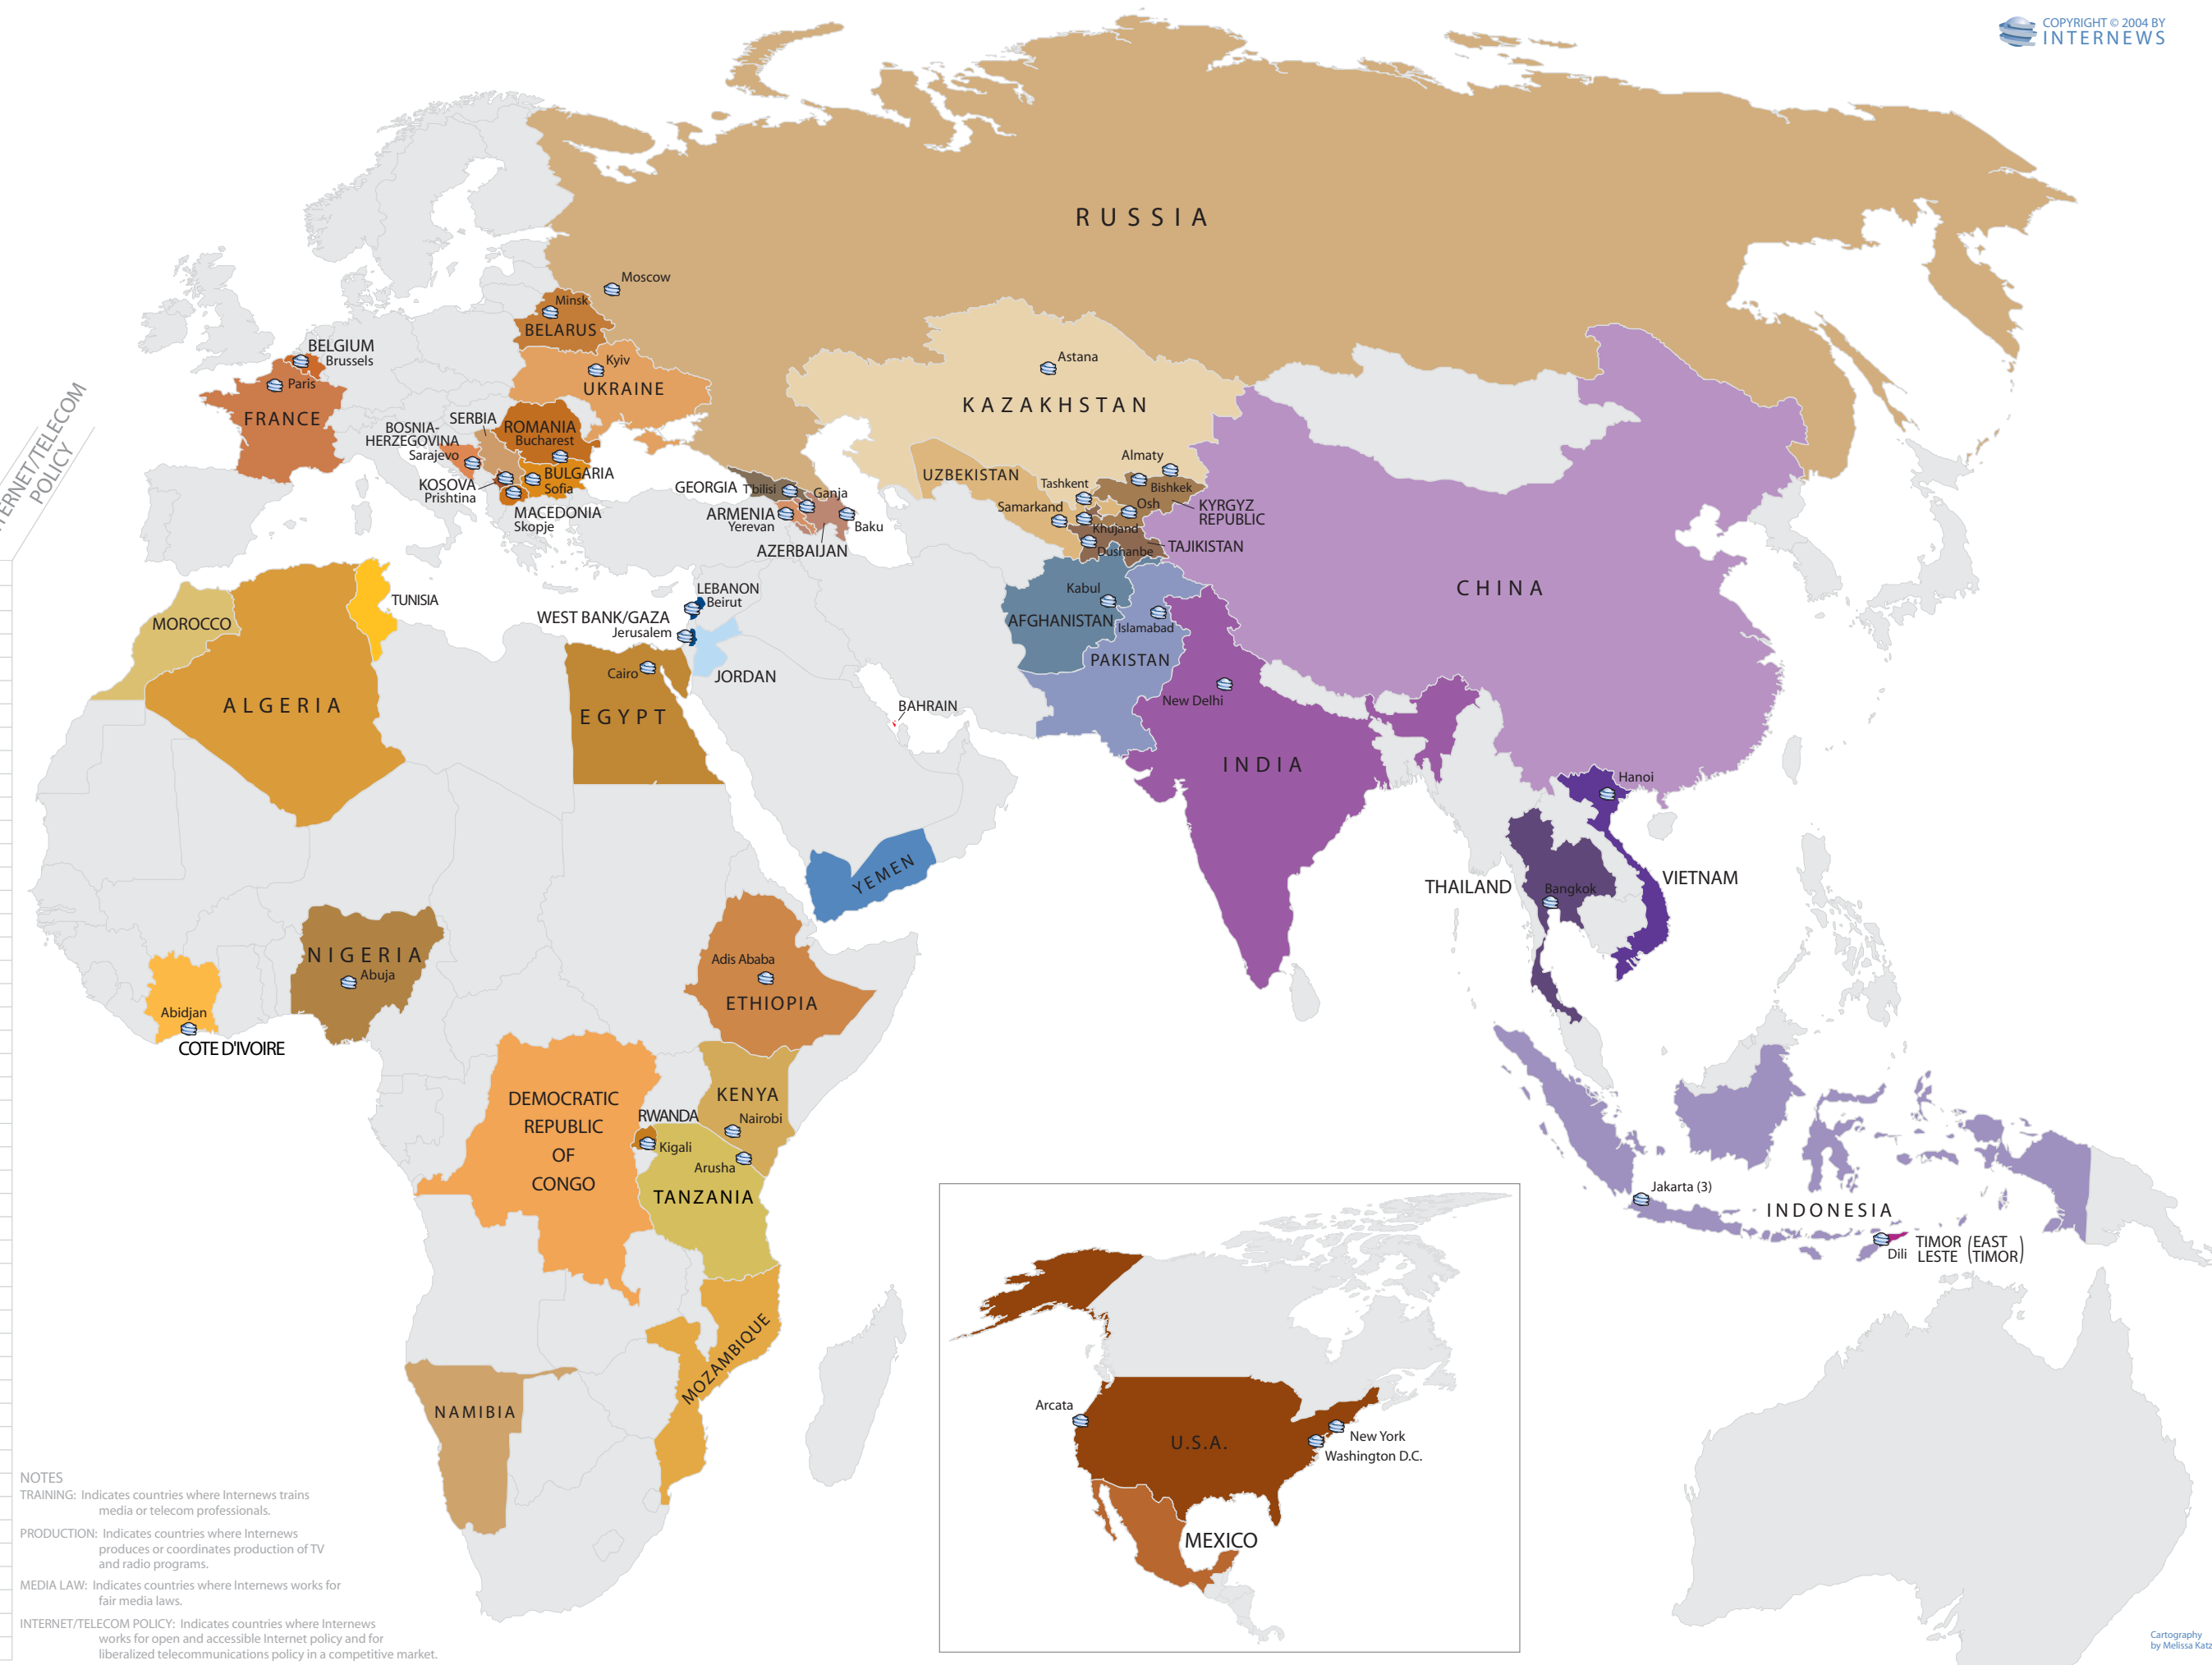 COPYRIGHT © 2004 BY
INTERNEWS
RUSSIA
Moscow
Minsk
BELARUS
BELGIUM
Brussels
Paris
FRANCE
Kyiv
UKRAINE
Astana
KAZAKHSTAN
INTERNET/TELECOM
POLICY
SERBIA
BOSNIA-
HERZEGOVINA
Sarajevo
ROMANIA
Bucharest
BULGARIA
Sofia
KOSOVA
Prishtina
MACEDONIA
Skopje
GEORGIA
Tbilisi
Ganja
ARMENIA
Yerevan
Baku
AZERBAIJAN
UZBEKISTAN
Almaty
Tashkent
Bishkek
Samarkand
Osh
KYRGYZ
REPUBLIC
Khujand
TAJIKISTAN
Dushanbe
CHINA
TUNISIA
MOROCCO
ALGERIA
LEBANON
Beirut
WEST BANK/GAZA
Jerusalem
JORDAN
Cairo
EGYPT
BAHRAIN
Kabul
AFGHANISTAN
Islamabad
PAKISTAN
New Delhi
INDIA
Hanoi
YEMEN
THAILAND
Bangkok
VIETNAM
NIGERIA
Abuja
Abidjan
COTE D'IVOIRE
Adis Ababa
ETHIOPIA
DEMOCRATIC
REPUBLIC
OF
CONGO
KENYA
Nairobi
RWANDA
Kigali
Arusha
TANZANIA
Jakarta (3)
INDONESIA
Dili
TIMOR (EAST
LESTE TIMOR)
MOZAMBIQUE
NAMIBIA
Arcata
U.S.A.
New York
Washington D.C.
MEXICO
NOTES
TRAINING: Indicates countries where Internews trains
media or telecom professionals.
PRODUCTION: Indicates countries where Internews
produces or coordinates production of TV
and radio programs.
MEDIA LAW: Indicates countries where Internews works for
fair media laws.
INTERNET/TELECOM POLICY: Indicates countries where Internews
works for open and accessible Internet policy and for
liberalized telecommunications policy in a competitive market.
Cartography
by Melissa Katz